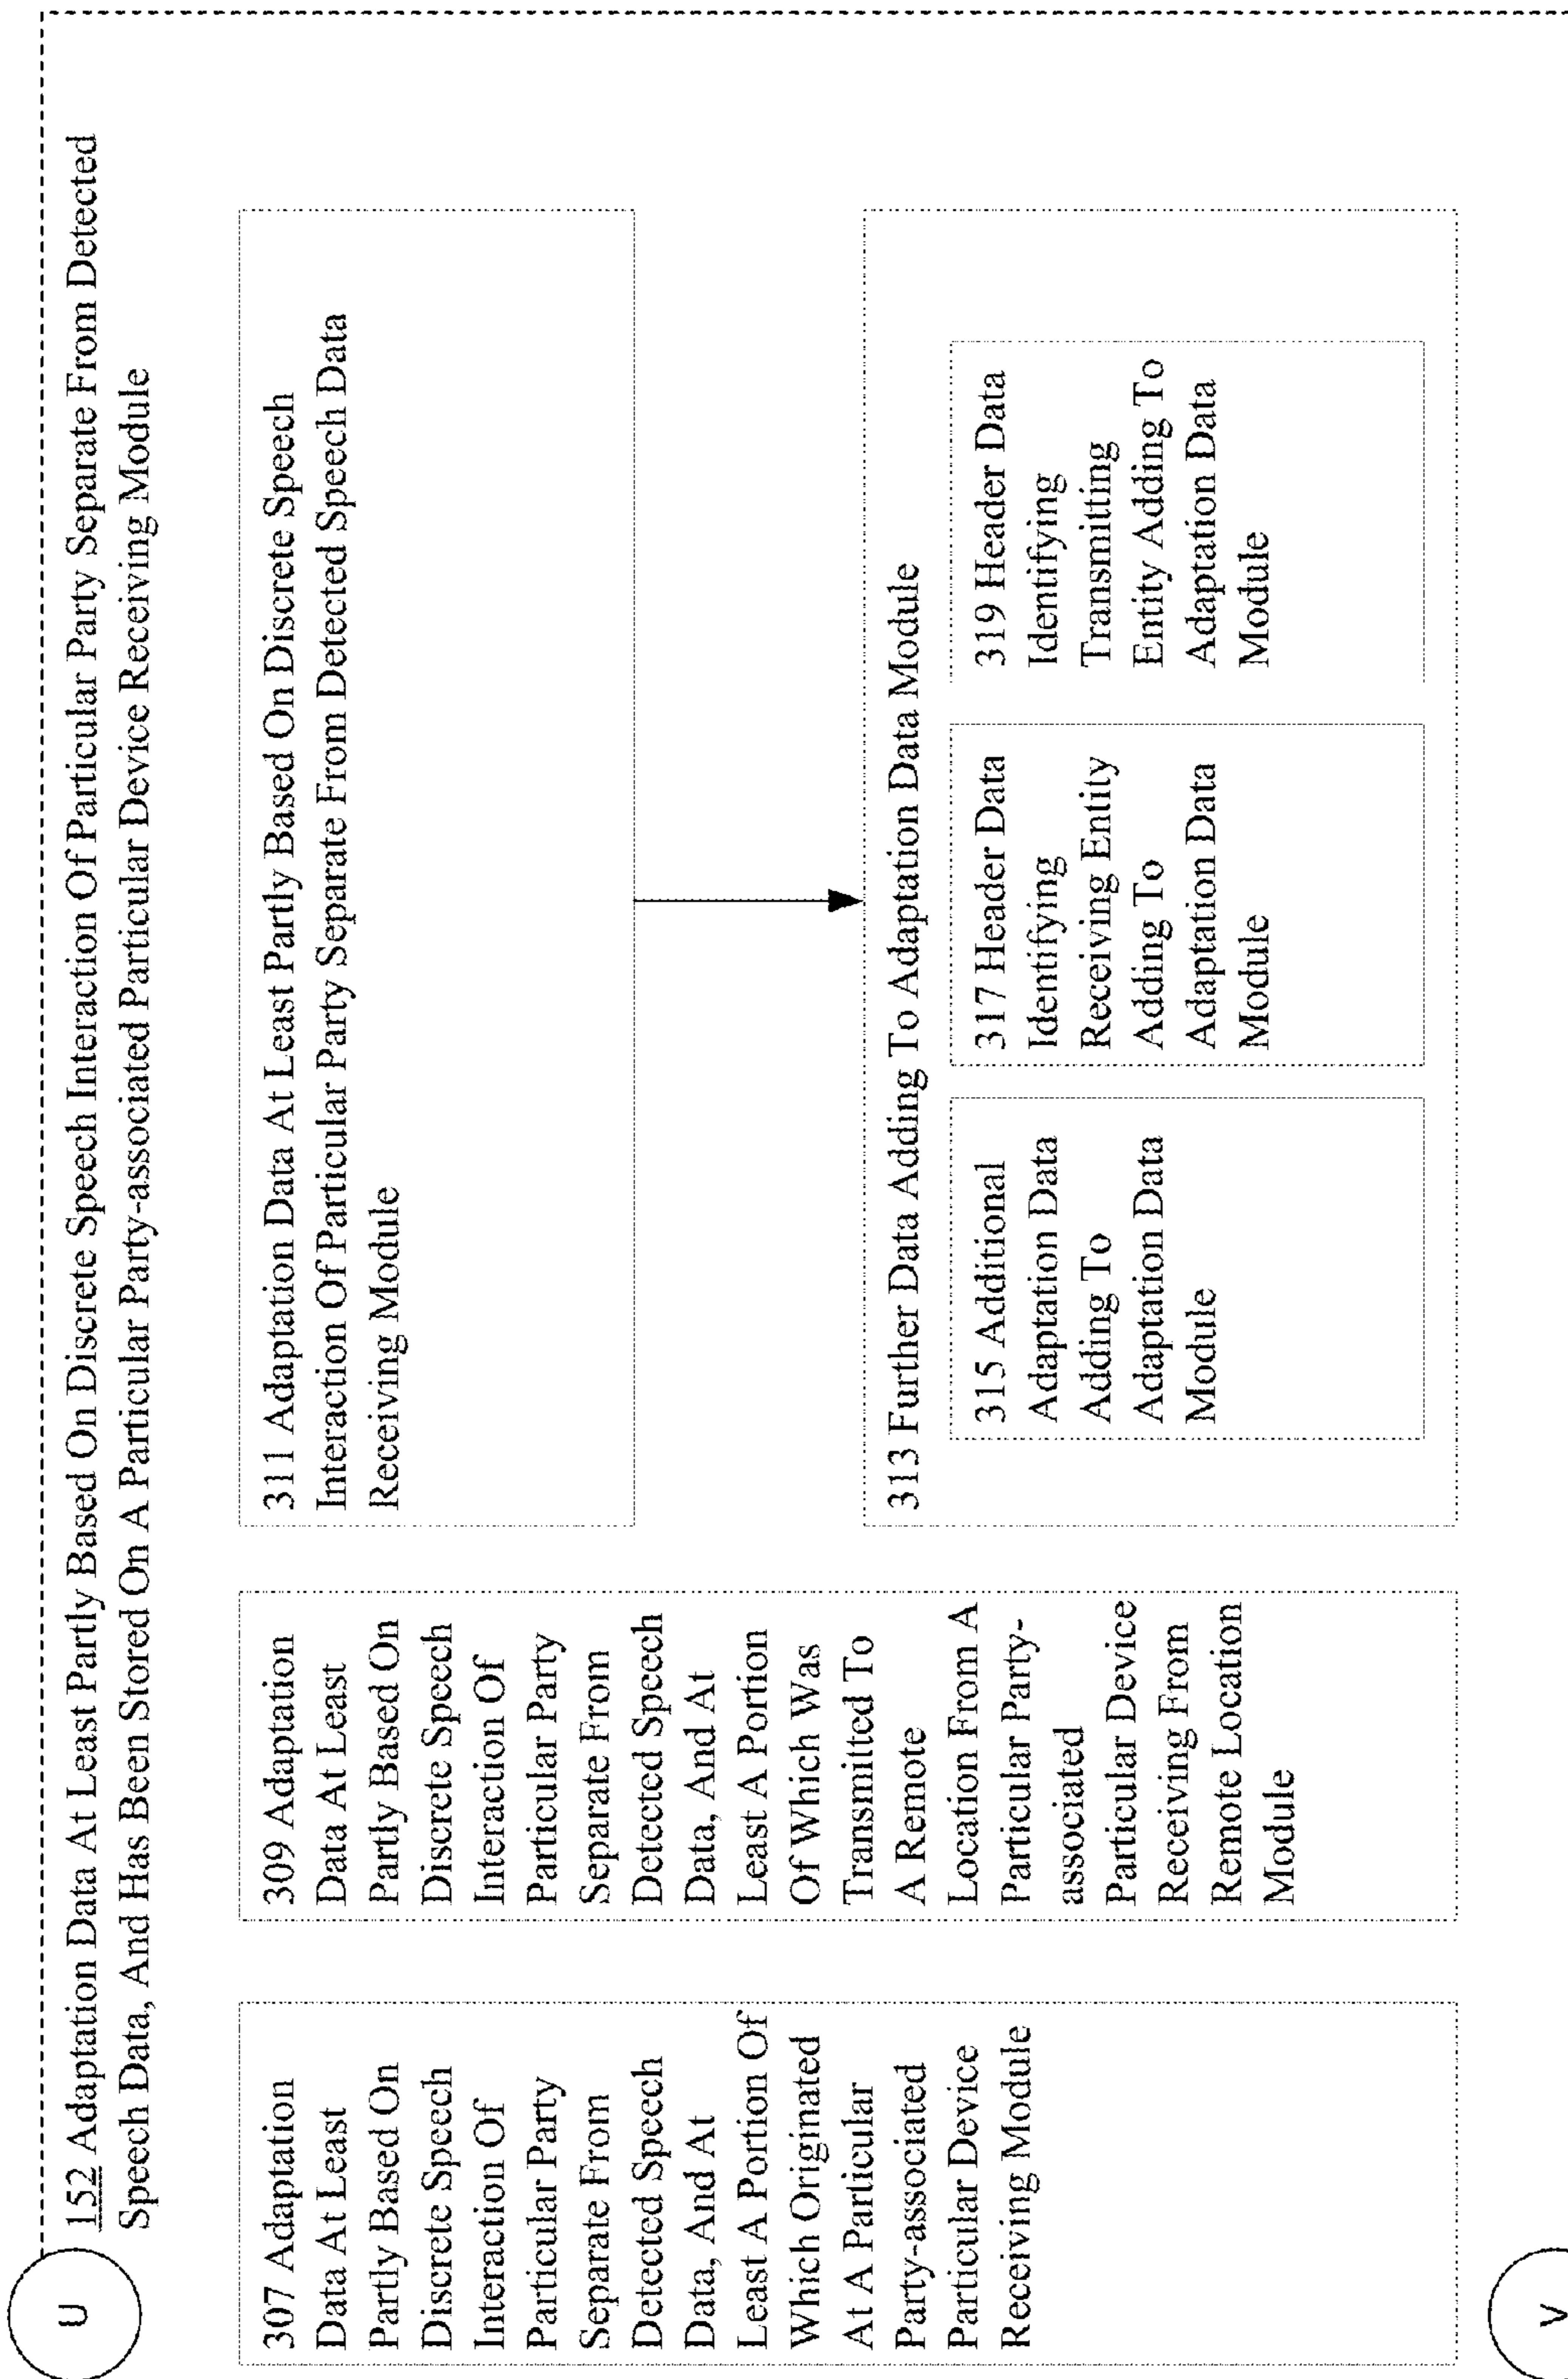 U
152 Adaptation Data At Least Partly Based On Discrete Speech Interaction Of Particular Party Separate From Detected
Speech Data, And Has Been Stored On A Particular Party-associated Particular Device Receiving Module
307 Adaptation
Data At Least
Partly Based On
Discrete Speech
Interaction Of
Particular Party
Separate From
Detected Speech
Data, And At
Least A Portion Of
Which Originated
At A Particular
Party-associated
Particular Device
Receiving Module
309 Adaptation
Data At Least
Partly Based On
Discrete Speech
Interaction Of
Particular Party
Separate From
Detected Speech
Data, And At
Least A Portion
Of Which Was
Transmitted To
A Remote
Location From A
Particular Party-
associated
Particular Device
Receiving From
Remote Location
Module
311 Adaptation Data At Least Partly Based On Discrete Speech
Interaction Of Particular Party Separate From Detected Speech Data
Receiving Module
313 Further Data Adding To Adaptation Data Module
315 Additional
Adaptation Data
Adding To
Adaptation Data
Module
317 Header Data
Identifying
Receiving Entity
Adding To
Adaptation Data
Module
319 Header Data
Identifying
Transmitting
Entity Adding To
Adaptation Data
Module
V